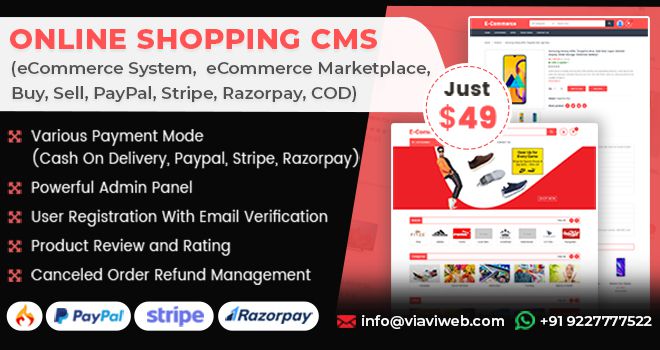 ONLINE SHOPPING CMS
(eCommerce System, eCommerce Marketplace,
Buy, Sell, PayPal, Stripe, Razorpay, COD)
Just
$49
E-Commerce
E-Com
Various Payment Mode
(Cash On Delivery, Paypal, Stripe, Razorpay)
Powerful Admin Panel
User Registration With Email Verification
Product Review and Rating
Canceled Order Refund Management
PayPal
stripe
Razorpay
info@viaviweb.com
+91 9227777522